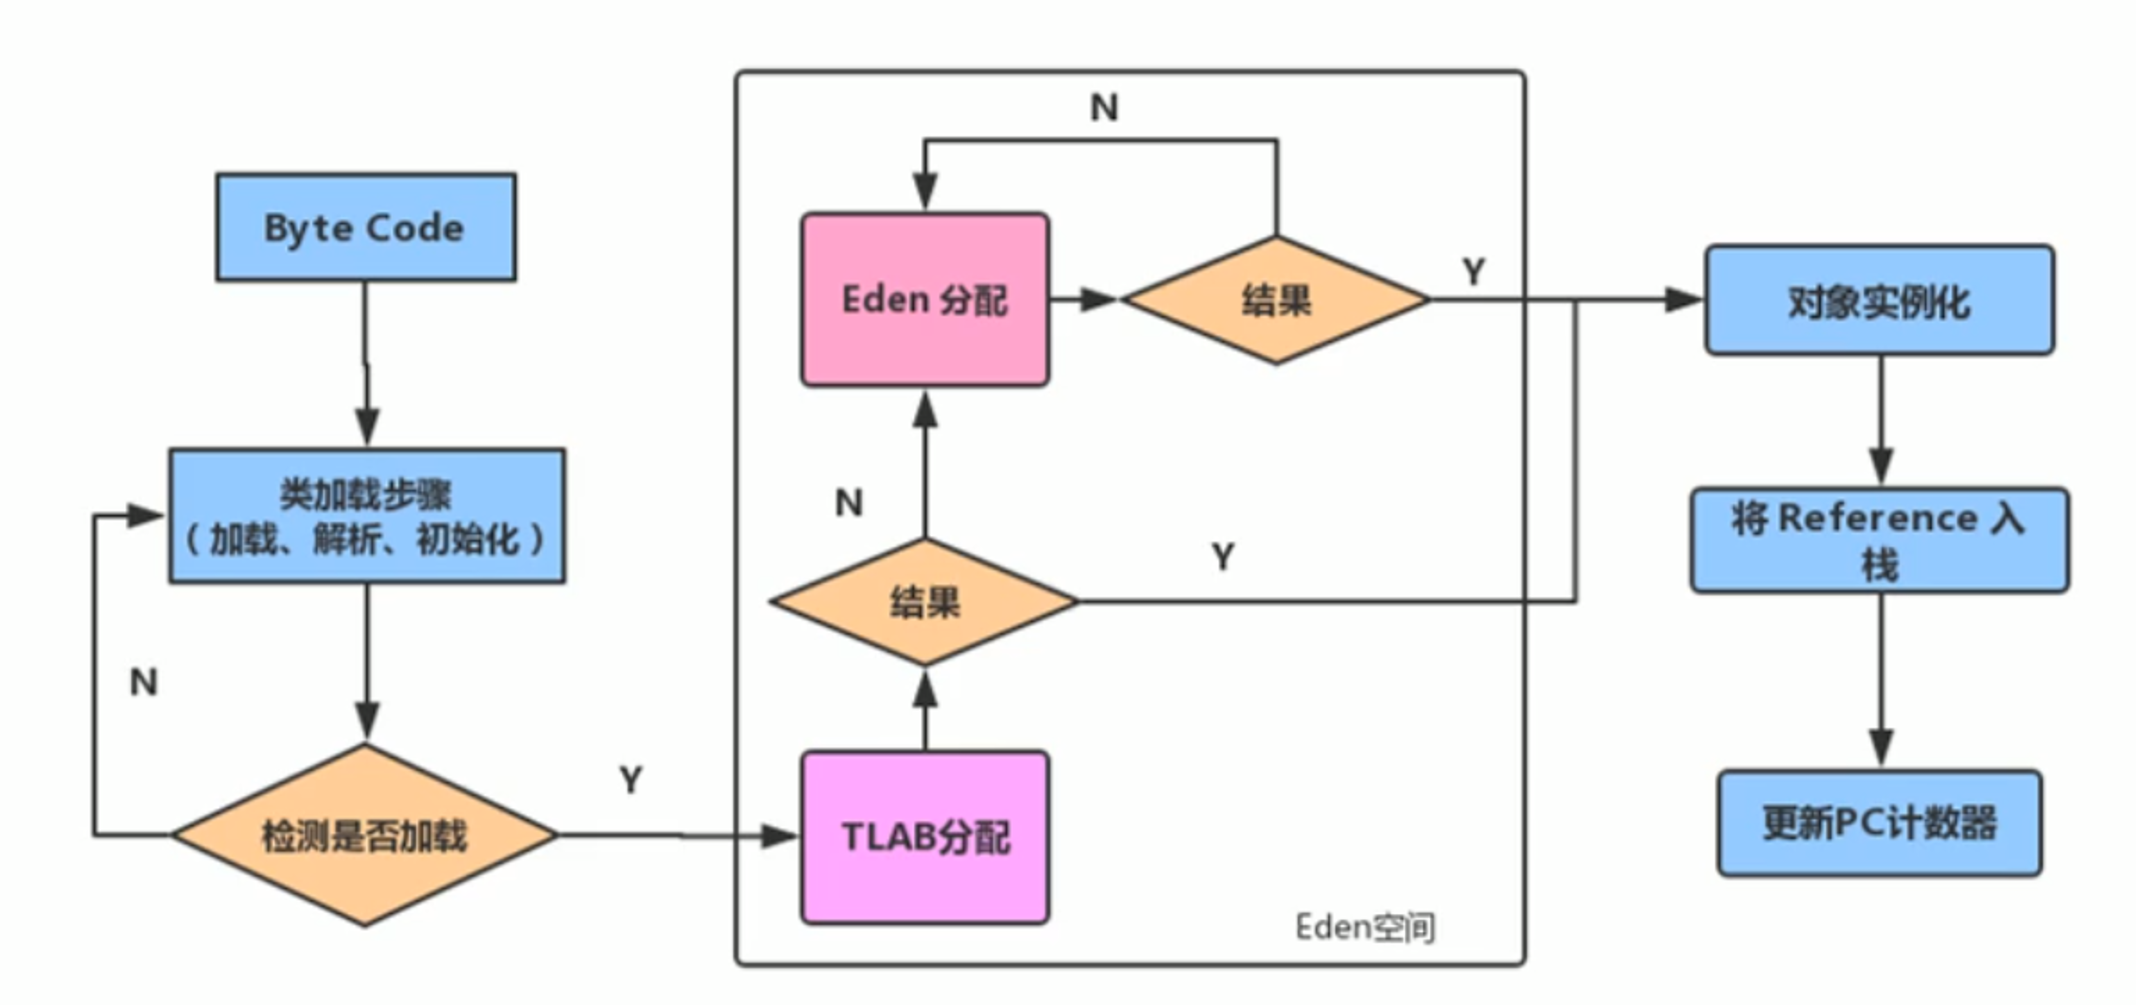 Byte Code
类加载步骤
（加载、解析、初始化）
N
检测是否加载
Y
TLAB分配
结果
N
Y
Eden 分配
结果
N
Y
Eden空间
对象实例化
将 Reference 入
栈
更新PC计数器